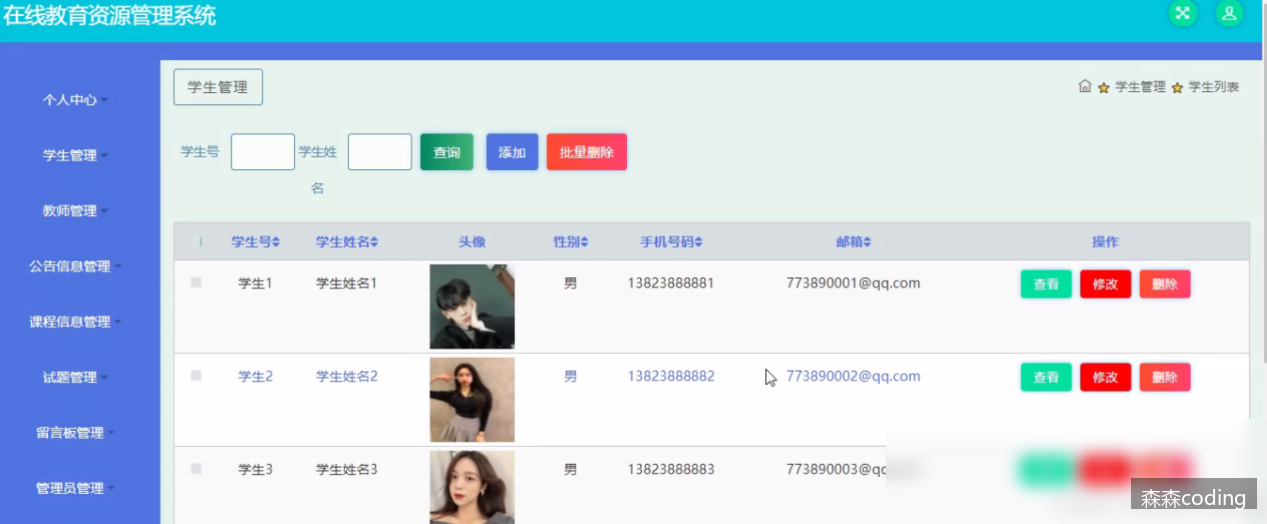 在线教育资源管理系统
个人中心
学生管理
教师管理
公告信息管理
课程信息管理
试题管理
留言板管理
管理员管理
学生管理
学生管理 学生列表
学生号 学生姓名 查询 添加 批量删除
学生号 学生姓名 头像 性别 手机号码 邮箱 操作
学生1 学生姓名1 男 13823888881 773890001@qq.com 查看 修改 删除
学生2 学生姓名2 男 13823888882 773890002@qq.com 查看 修改 删除
学生3 学生姓名3 男 13823888883 773890003@qc
森森coding